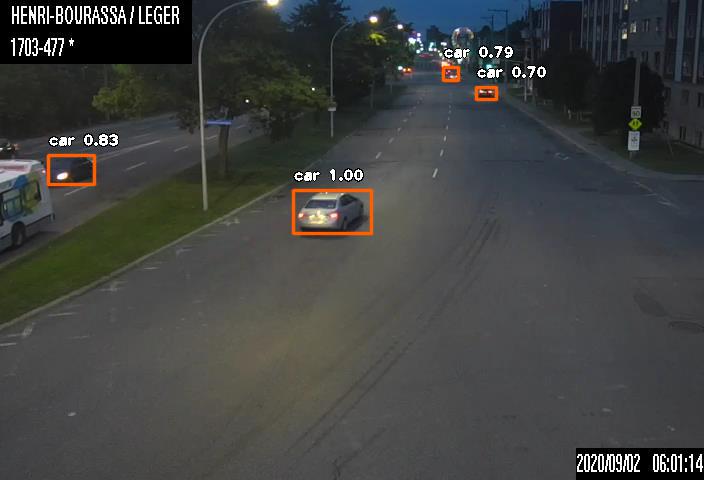 HENRI-BOURASSA / LEGER
1703-477 *
car 0.79
car 0.70
car 0.83
car 1.00
2020/09/02 06:01:14